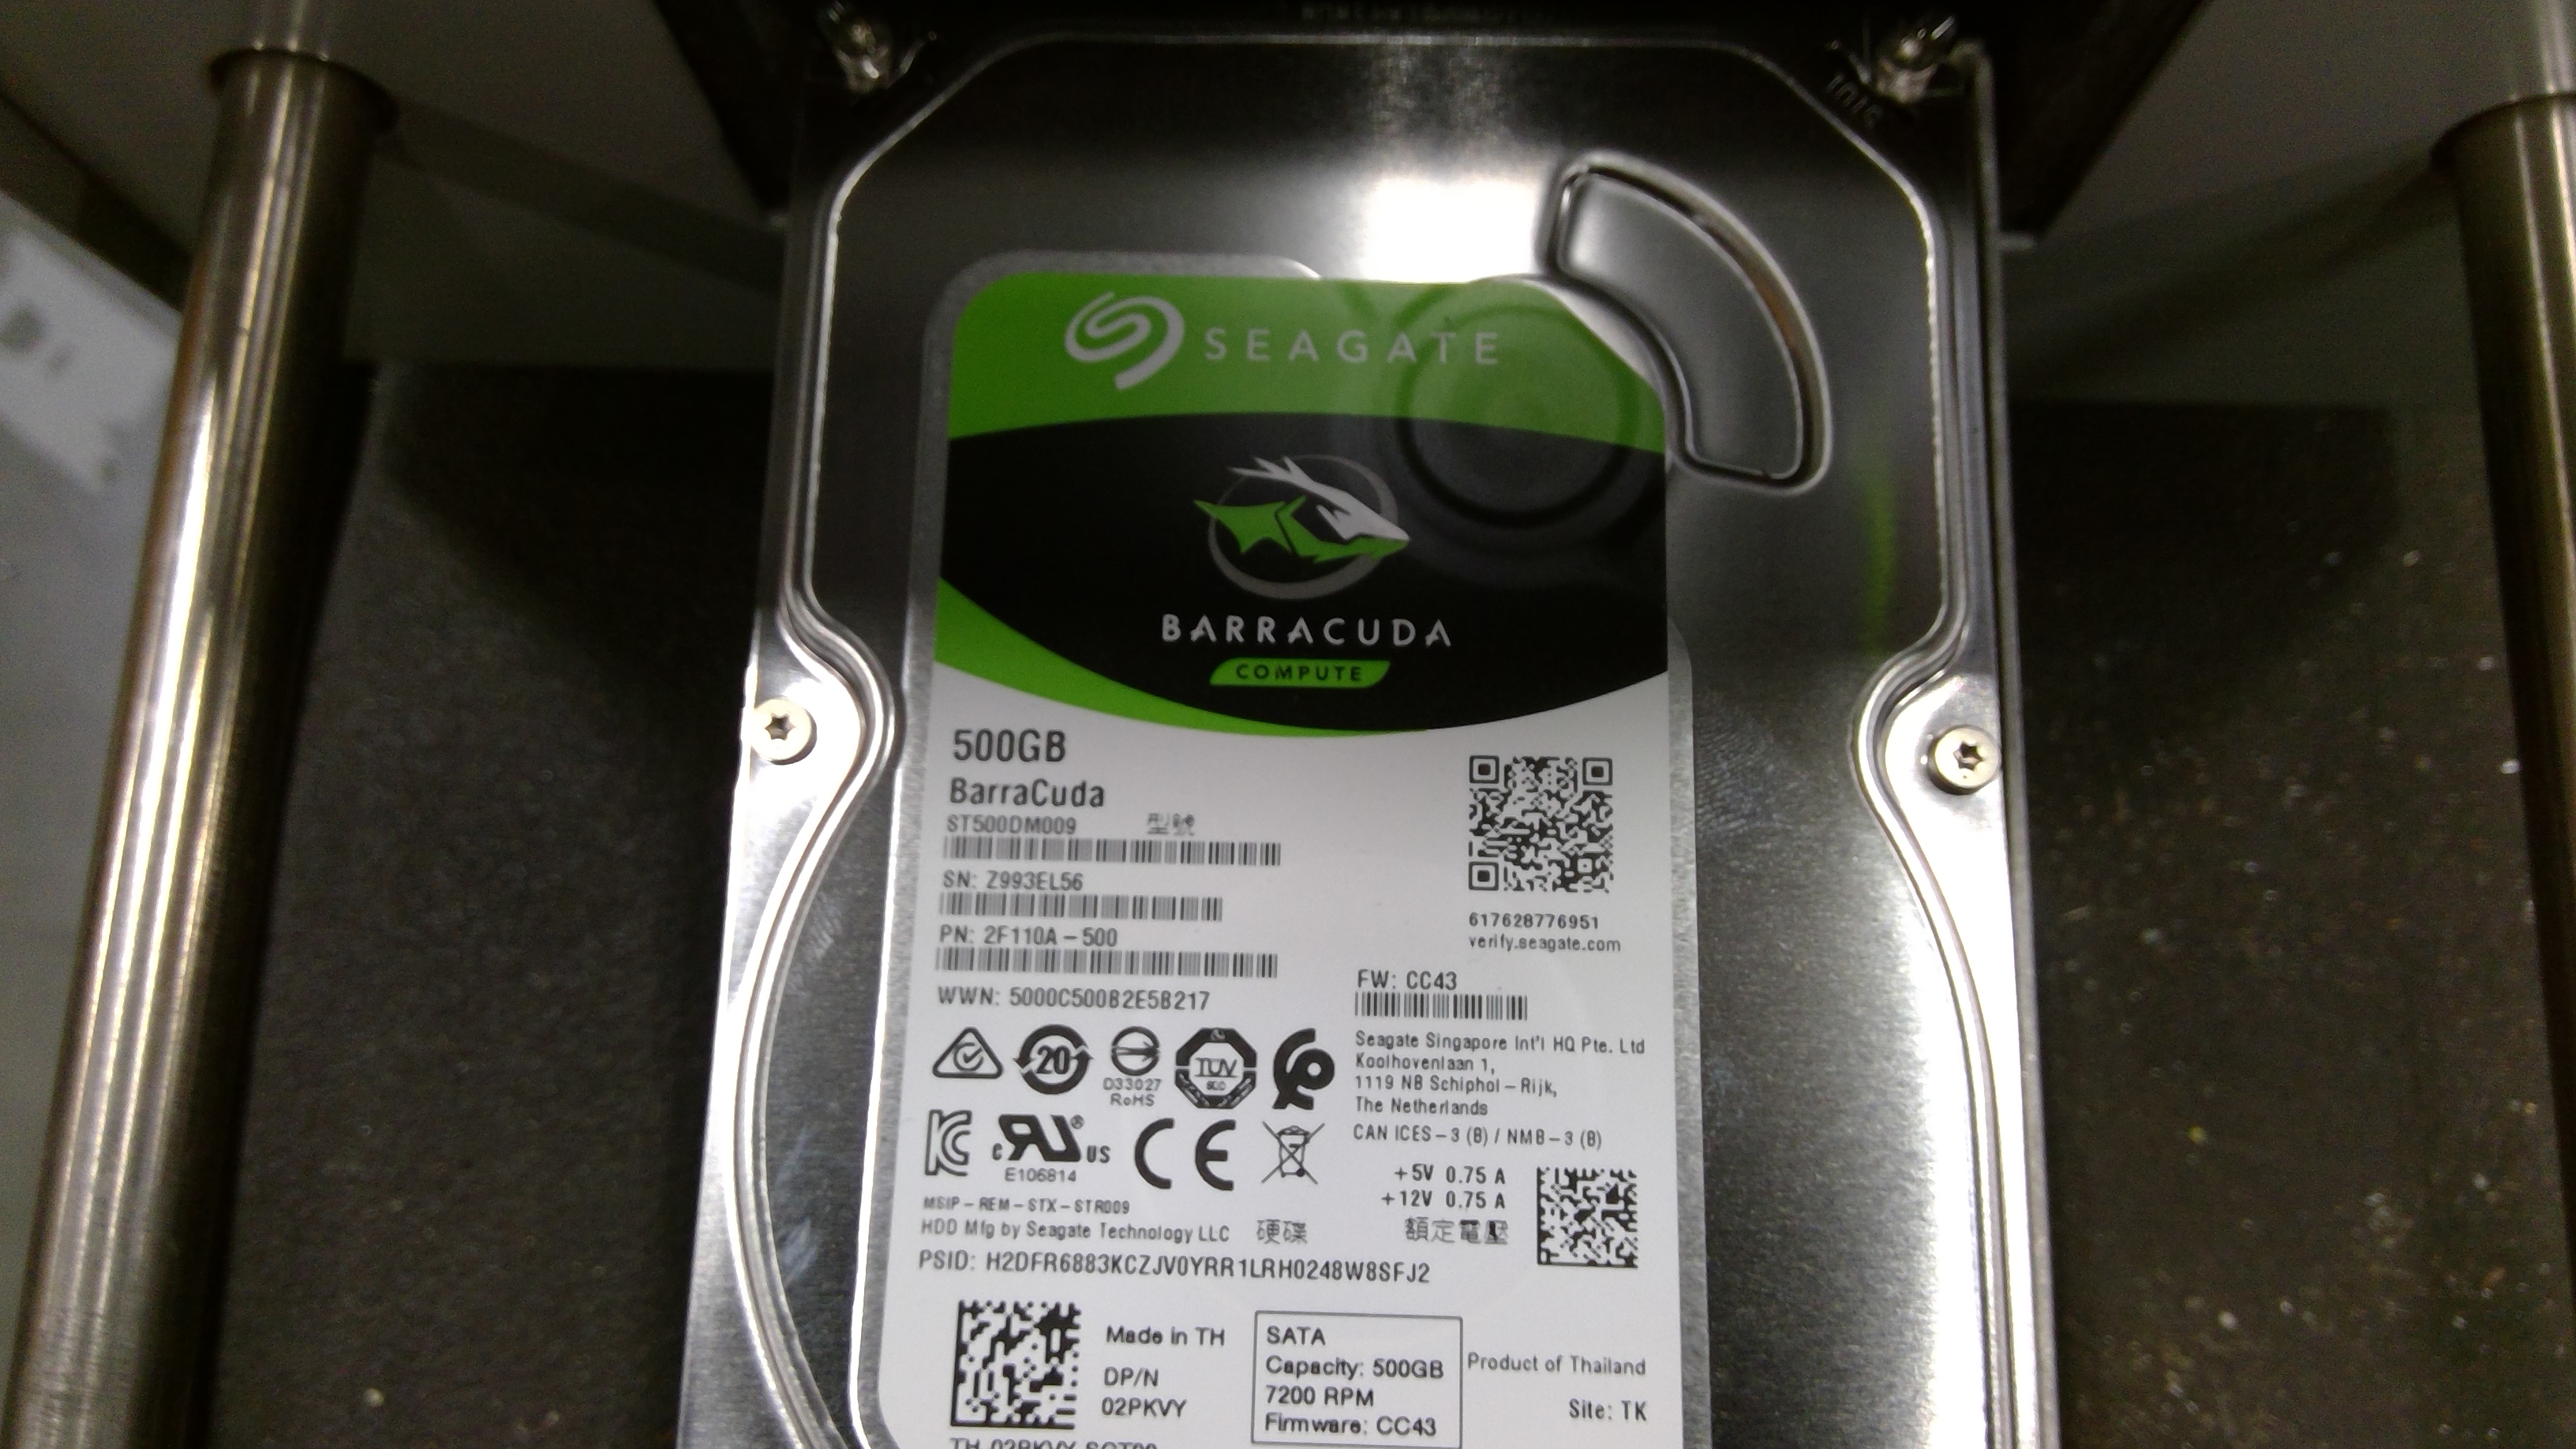 SEAGATE
BARRACUDA
COMPUTE
500GB
BarraCuda
ST500DM009 型號
SN: Z993EL56
PN: 2F110A-500
WWN: 5000C500B2E5B217
617628776951
verify.seagate.com
FW: CC43
Seagate Singapore Int'l HQ Pte. Ltd
Koolhovenlaan 1,
1119 NB Schiphol-Rijk,
The Netherlands
CAN ICES-3 (B) / NMB-3 (B)
20
D33027
RoHS
TUV
SUD
c US ®
E106814
CE
MSIP-REM-STX-STR009
HDD Mfg by Seagate Technology LLC 硬碟
+5V 0.75 A
+12V 0.75 A
額定電壓
PSID: H2DFR6883KCZJV0YRR1LRH0248W8SFJ2
Made in TH
DP/N
02PKVY
SATA
Capacity: 500GB
7200 RPM
Firmware: CC43
Product of Thailand
Site: TK